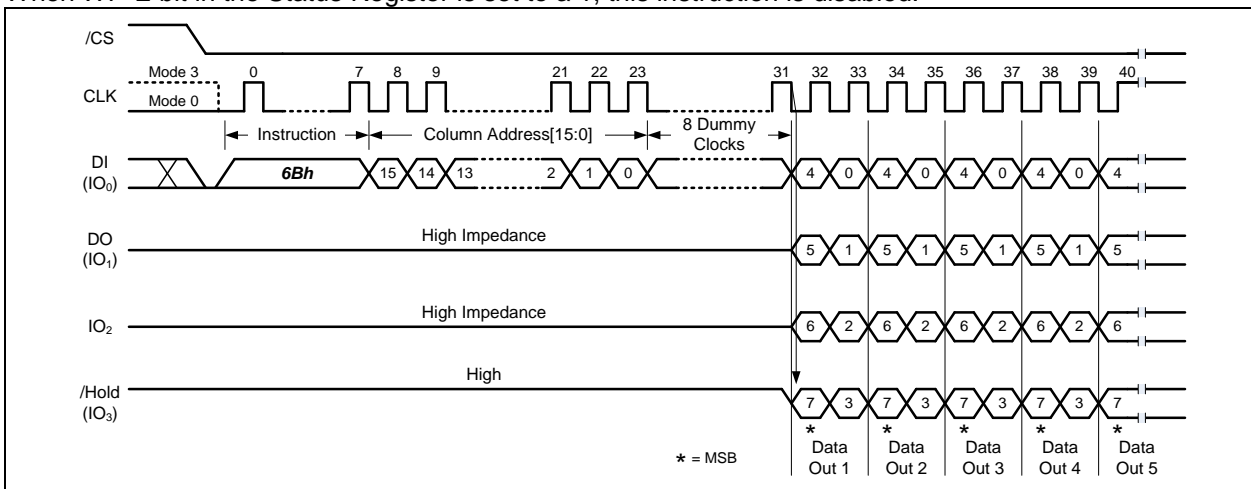 When WP-E bit in the Status Register is set to a 1, this instruction is disabled.
/CS
Mode 3 0 7 8 9 21 22 23 31 32 33 34 35 36 37 38 39 40
CLK
Mode 0
Instruction Column Address[15:0] 8 Dummy Clocks
DI
(IO₀)
6Bh 15 14 13 2 1 0 4 0 4 0 4 0 4 0 4
DO
(IO₁)
High Impedance 5 1 5 1 5 1 5 1 5
IO₂
High Impedance 6 2 6 2 6 2 6 2 6
/Hold
(IO₃)
High 7 3 7 3 7 3 7 3 7
* * * * *
* = MSB
Data Out 1 Data Out 2 Data Out 3 Data Out 4 Data Out 5